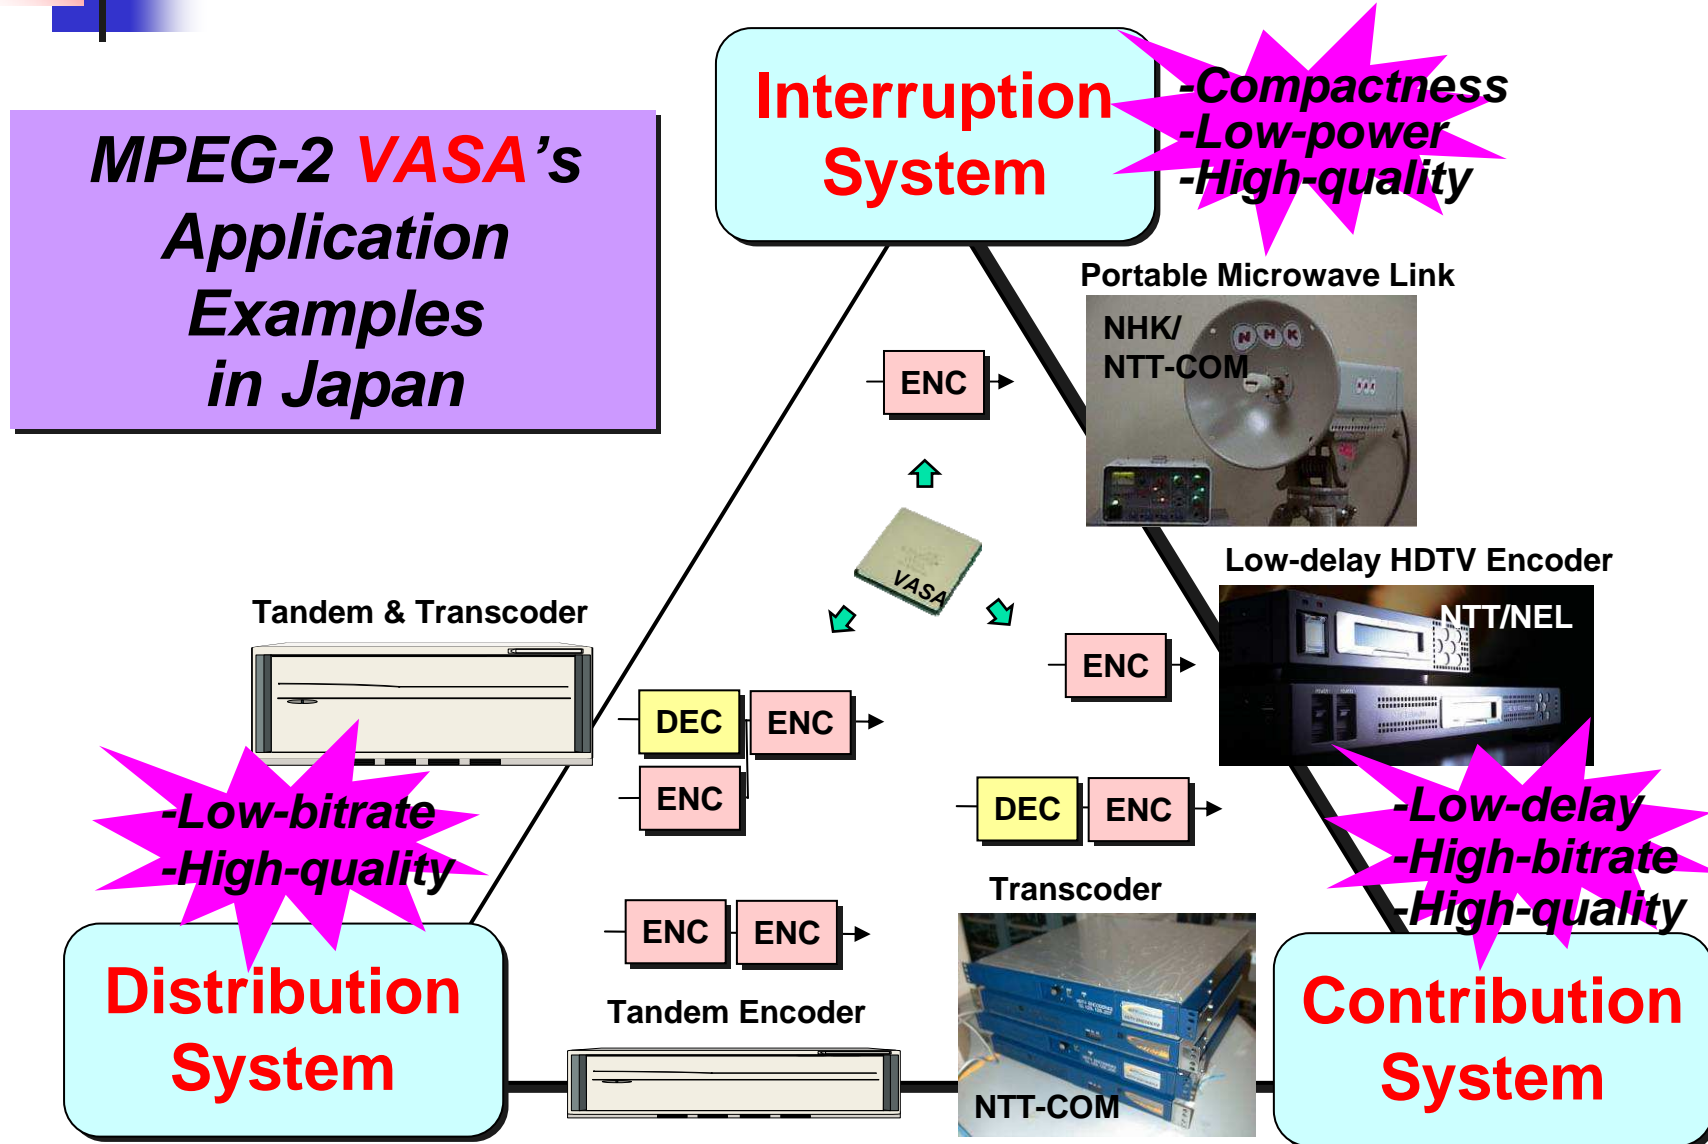 MPEG-2 VASA's
Application
Examples
in Japan
Interruption
System
-Compactness
-Low-power
-High-quality
Portable Microwave Link
NHK/
NTT-COM
N H K
ENC
VASA
Low-delay HDTV Encoder
NTT/NEL
ENC
Tandem & Transcoder
DEC ENC
ENC
DEC ENC
-Low-bitrate
-High-quality
-Low-delay
-High-bitrate
-High-quality
Transcoder
ENC ENC
Tandem Encoder
NTT-COM
Distribution
System
Contribution
System